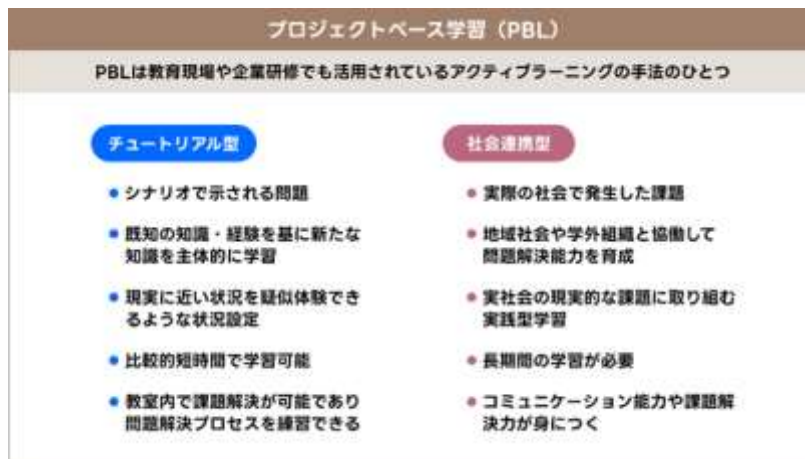 プロジェクトベース学習（PBL）
PBLは教育現場や企業研修でも活用されているアクティブラーニングの手法のひとつ
チュートリアル型
シナリオで示される問題
既知の知識・経験を基に新たな
知識を主体的に学習
現実に近い状況を疑似体験でき
るような状況設定
比較的短時間で学習可能
教室内で課題解決が可能であり
問題解決プロセスを練習できる
社会連携型
実際の社会で発生した課題
地域社会や学外組織と協働して
問題解決能力を育成
実社会の現実的な課題に取り組む
実践型学習
長期間の学習が必要
コミュニケーション能力や課題解
決力が身につく